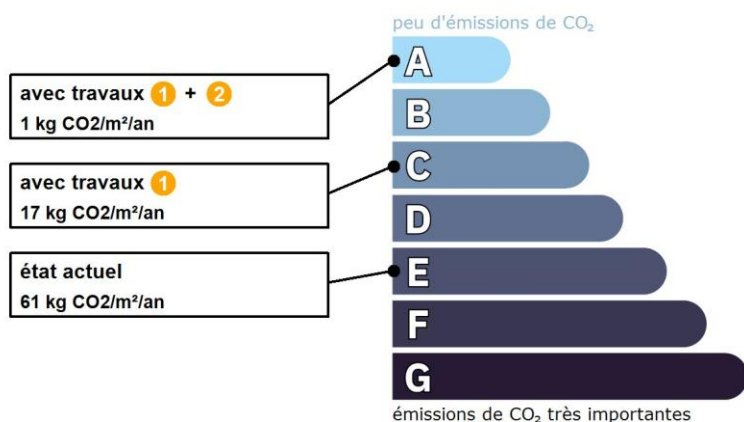 peu d'émissions de CO₂
A
avec travaux 1 + 2
1 kg CO2/m²/an
B
avec travaux 1
17 kg CO2/m²/an
C
D
état actuel
61 kg CO2/m²/an
E
F
G
émissions de CO₂ très importantes